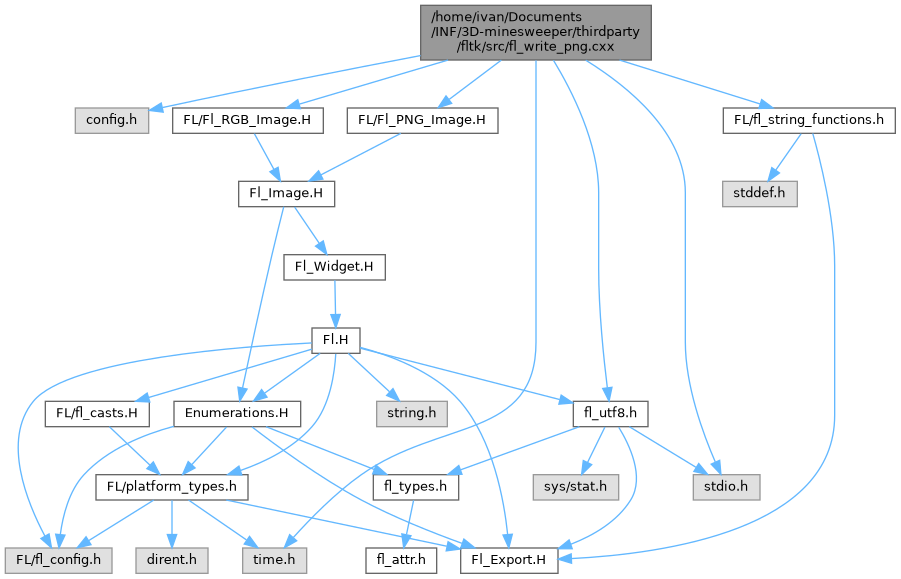 /home/ivan/Documents
/INF/3D-minesweeper/thirdparty
/fltk/src/fl_write_png.cxx
config.h
FL/Fl_RGB_Image.H
FL/Fl_PNG_Image.H
FL/fl_string_functions.h
Fl_Image.H
stddef.h
Fl_Widget.H
Fl.H
FL/fl_casts.H
Enumerations.H
string.h
fl_utf8.h
FL/platform_types.h
fl_types.h
sys/stat.h
stdio.h
FL/fl_config.h
dirent.h
time.h
fl_attr.h
Fl_Export.H